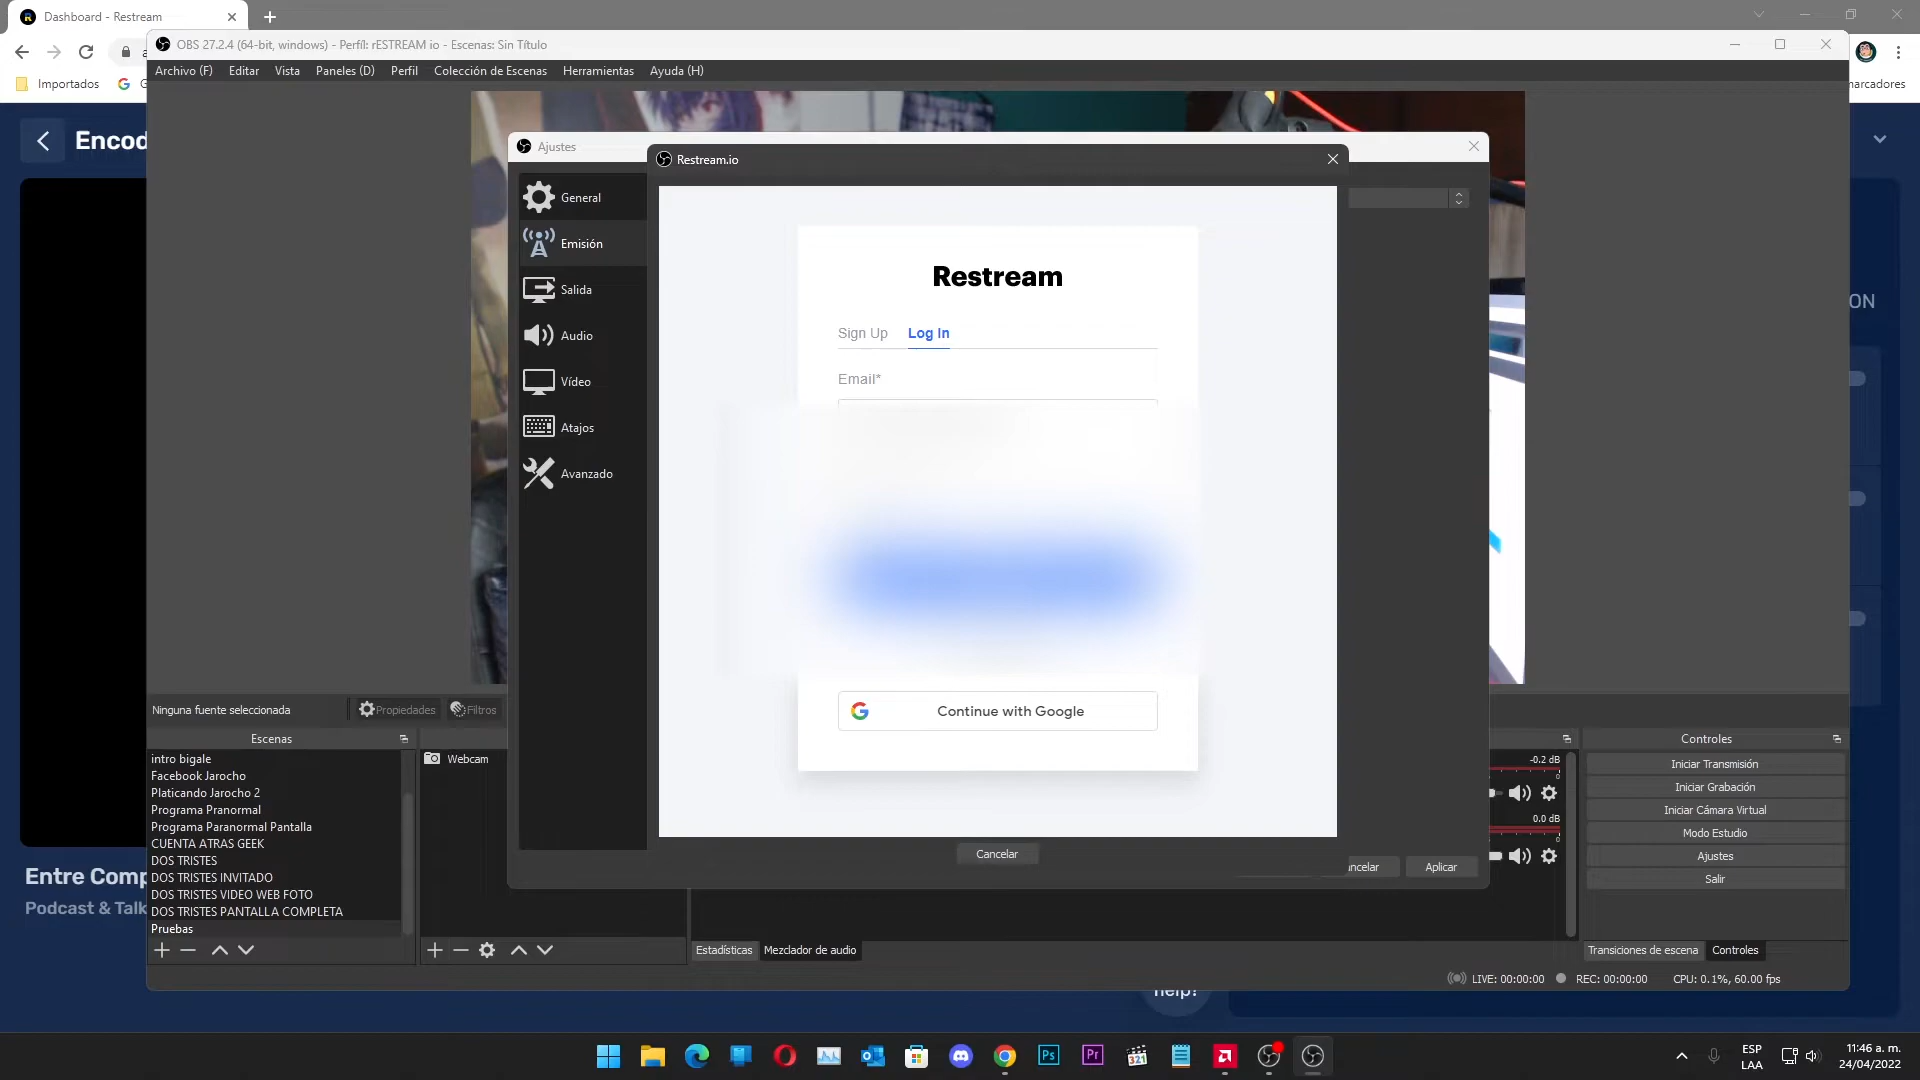 Dashboard - Restream
OBS 27.2.4 (64-bit, windows) - Perfil: rESTREAM io - Escenas: Sin Título
Archivo (F) Editar Vista Paneles (D) Perfil Colección de Escenas Herramientas Ayuda (H)
Importados
marcadores
Encod
ON
Ajustes
Restream.io
General
Emisión
Salida
Audio
Vídeo
Atajos
Avanzado
Restream
Sign Up Log In
Email*
Continue with Google
Cancelar
ncelar Aplicar
Ninguna fuente seleccionada
Propiedades Filtros
Escenas
intro bigale
Facebook Jarocho
Platicando Jarocho 2
Programa Pranormal
Programa Paranormal Pantalla
CUENTA ATRAS GEEK
DOS TRISTES
DOS TRISTES INVITADO
DOS TRISTES VIDEO WEB FOTO
DOS TRISTES PANTALLA COMPLETA
Pruebas
Webcam
-0.2 dB
0
0.0 dB
0
Controles
Iniciar Transmisión
Iniciar Grabación
Iniciar Cámara Virtual
Modo Estudio
Ajustes
Salir
Estadísticas Mezclador de audio
Transiciones de escena Controles
LIVE: 00:00:00 REC: 00:00:00 CPU: 0.1%, 60.00 fps
Entre Comp
Podcast & Talk
help?
Ps
Pr
321
ESP
LAA
11:46 a. m.
24/04/2022